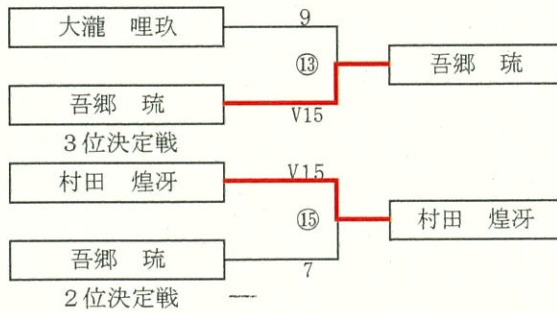 大瀧　哩玖
9
⑬
吾郷　琉
吾郷　琉
V15
3位決定戦
村田　煌冴
V15
⑮
村田　煌冴
吾郷　琉
7
2位決定戦